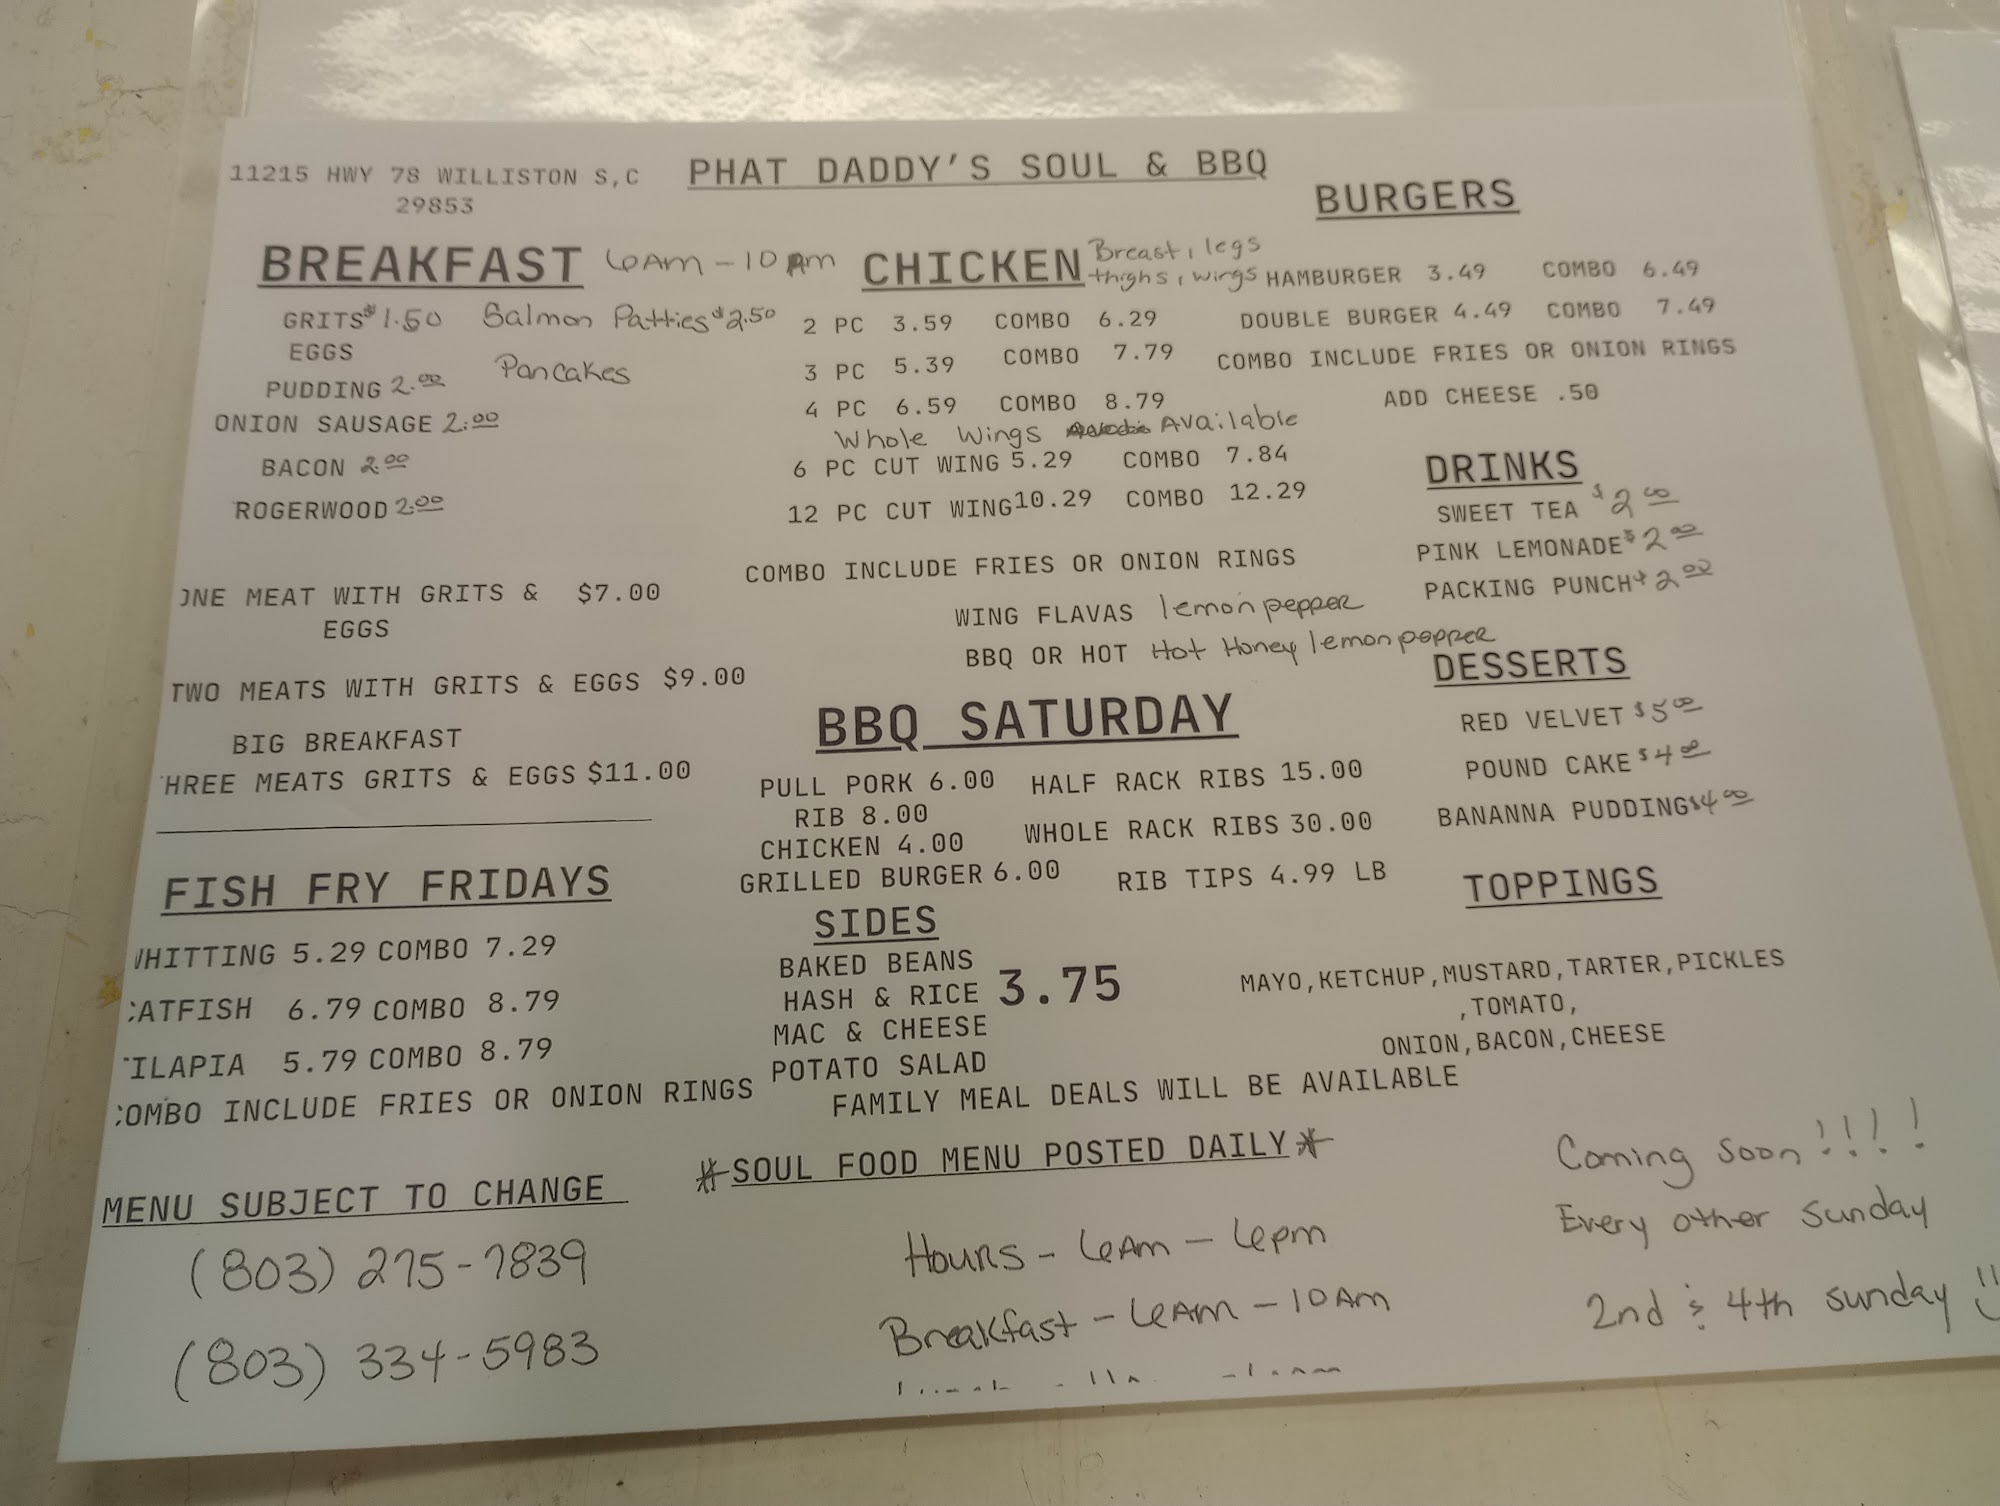 11215 HWY 78 WILLISTON S,C
29853
PHAT DADDY'S SOUL & BBQ
BREAKFAST 6AM - 10AM
GRITS $1.50 Salmon Patties $2.50
EGGS
Pancakes
PUDDING 2.00
ONION SAUSAGE 2.00
BACON 2.00
ROGERWOOD 2.00
ONE MEAT WITH GRITS & $7.00
EGGS
TWO MEATS WITH GRITS & EGGS $9.00
BIG BREAKFAST
THREE MEATS GRITS & EGGS $11.00
FISH FRY FRIDAYS
WHITTING 5.29 COMBO 7.29
CATFISH 6.79 COMBO 8.79
TILAPIA 5.79 COMBO 8.79
COMBO INCLUDE FRIES OR ONION RINGS
MENU SUBJECT TO CHANGE
(803) 275-7839
(803) 334-5983
CHICKEN Breast, legs
thighs, wings
2 PC 3.59 COMBO 6.29
3 PC 5.39 COMBO 7.79
4 PC 6.59 COMBO 8.79
Whole Wings Available
6 PC CUT WING 5.29 COMBO 7.84
12 PC CUT WING 10.29 COMBO 12.29
COMBO INCLUDE FRIES OR ONION RINGS
WING FLAVAS lemon pepper
BBQ OR HOT Hot Honey lemon pepper
BBQ SATURDAY
PULL PORK 6.00 HALF RACK RIBS 15.00
RIB 8.00
CHICKEN 4.00 WHOLE RACK RIBS 30.00
GRILLED BURGER 6.00 RIB TIPS 4.99 LB
SIDES
BAKED BEANS
HASH & RICE 3.75
MAC & CHEESE
POTATO SALAD
FAMILY MEAL DEALS WILL BE AVAILABLE
*SOUL FOOD MENU POSTED DAILY*
Hours - 6AM - 6pm
Breakfast - 6AM - 10AM
BURGERS
HAMBURGER 3.49 COMBO 6.49
DOUBLE BURGER 4.49 COMBO 7.49
COMBO INCLUDE FRIES OR ONION RINGS
ADD CHEESE .50
DRINKS
SWEET TEA $2.00
PINK LEMONADE $2.00
PACKING PUNCH $2.00
DESSERTS
RED VELVET $5.00
POUND CAKE $4.00
BANANNA PUDDING $4.00
TOPPINGS
MAYO,KETCHUP,MUSTARD,TARTER,PICKLES
,TOMATO,
ONION,BACON,CHEESE
Coming soon!!!!
Every other Sunday
2nd & 4th Sunday